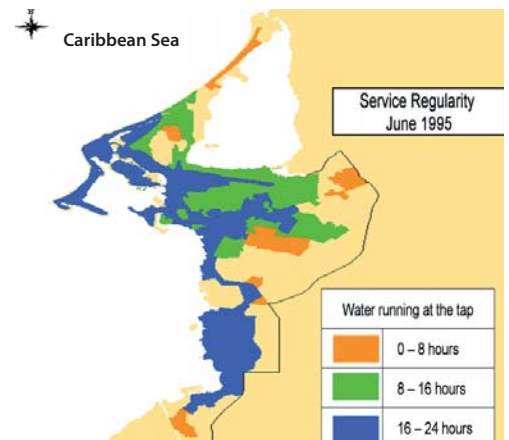 Caribbean Sea
Service Regularity
June 1995
Water running at the tap
0 – 8 hours
8 – 16 hours
16 – 24 hours